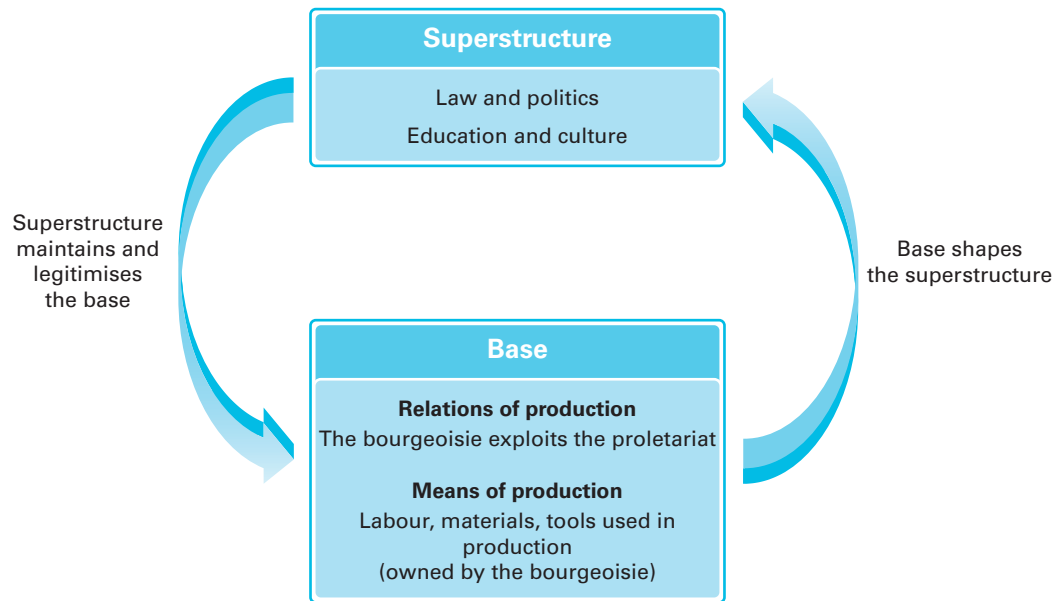 Superstructure
Law and politics
Education and culture
Superstructure
maintains and
legitimises
the base
Base shapes
the superstructure
Base
Relations of production
The bourgeoisie exploits the proletariat
Means of production
Labour, materials, tools used in
production
(owned by the bourgeoisie)